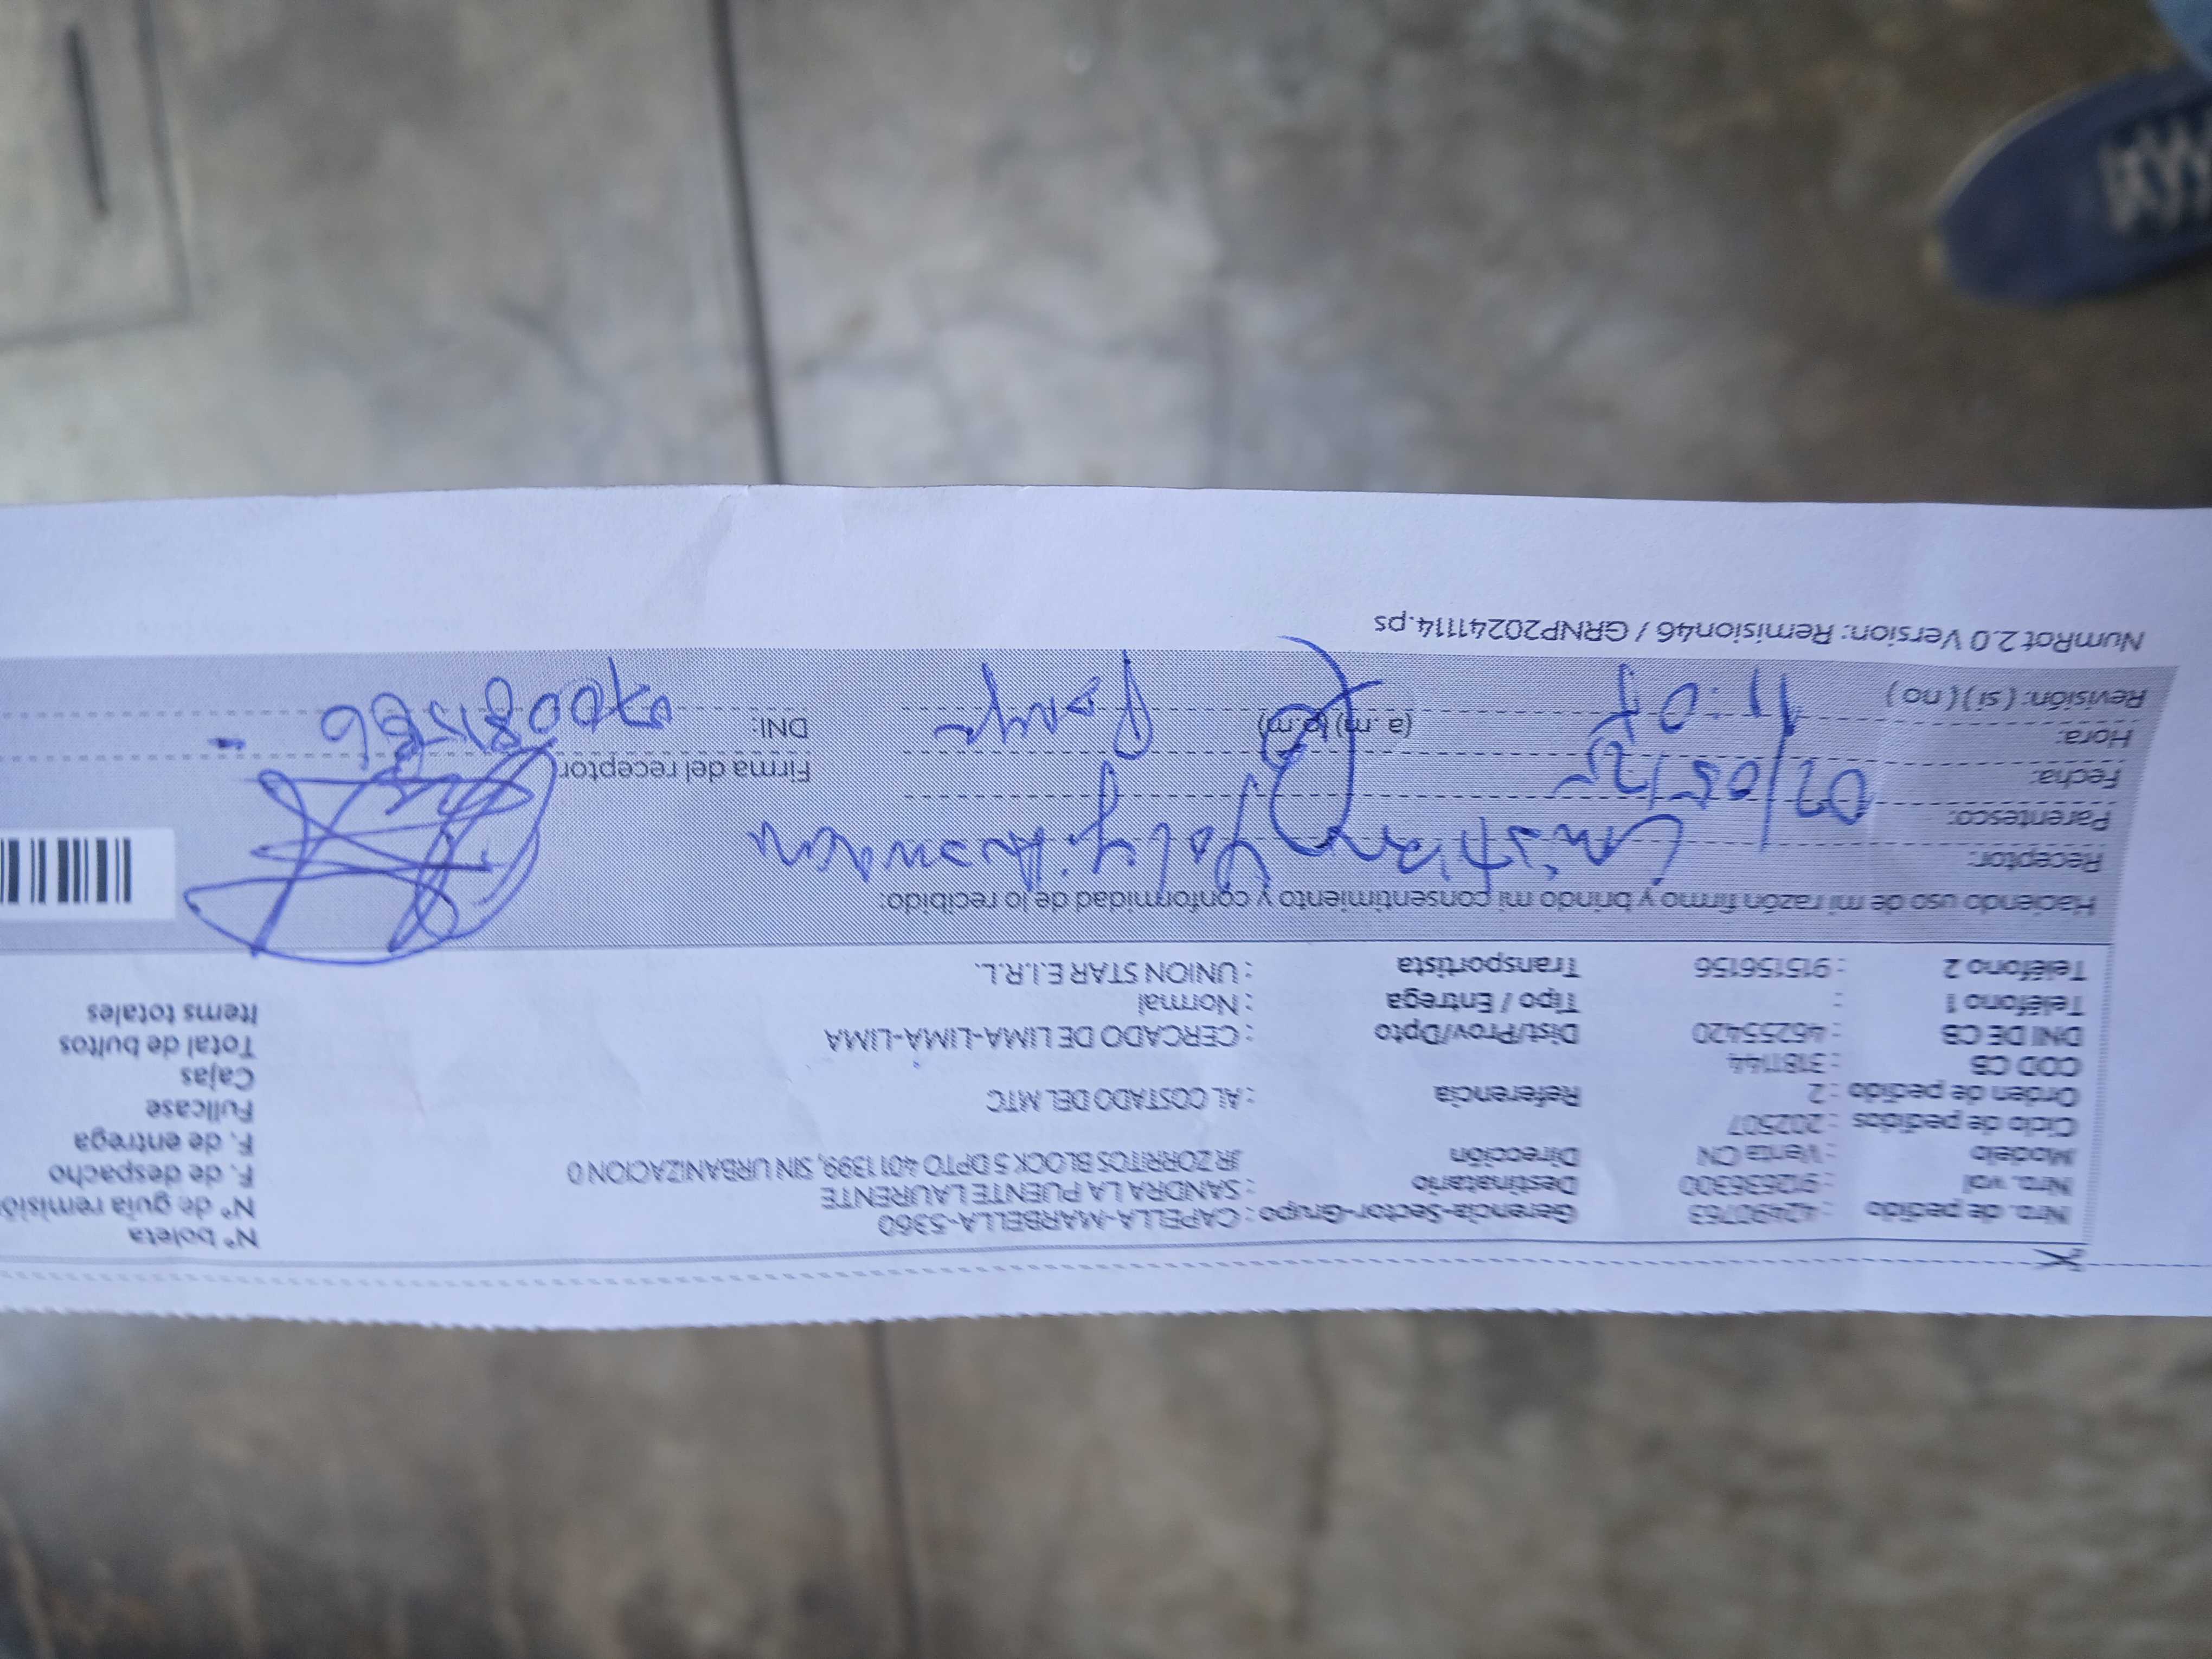 Nro. de pedido : 42490763 Gerencia-Sector-Grupo : CAPELLA-MARBELLA-5360 N° boleta
Nro. val : 912636300 Destinatario : SANDRA LA PUENTE LAURENTE N° de guia remisió
Modelo : Venta CN Dirección JR ZORRITOS BLOCK 5 DPTO 401 1399, SIN URBANIZACION 0 F. de despacho
Ciclo de pedidos : 202507 F. de entrega
Orden de pedido : 2 Referencia : AL COSTADO DEL MTC Fullcase
COD CB : 3181144 Cajas
DNI DE CB : 46255420 Dist/Prov/Dpto : CERCADO DE LIMA-LIMA-LIMA Total de bultos
Teléfono 1 : Tipo / Entrega : Normal Items totales
Teléfono 2 : 915156156 Transportista : UNION STAR E.I.R.L.
Haciendo uso de mi razón firmo y brindo mi consentimiento y conformidad de lo recibido:
Receptor:
Parentesco:
Fecha: 07/05/25 Firma del receptor
Hora: 11:04 (a.m) (p.m) DNI:
Revisión: ( si ) ( no )
NumRot 2.0 Version: Remision46 / GRNP20241114.ps